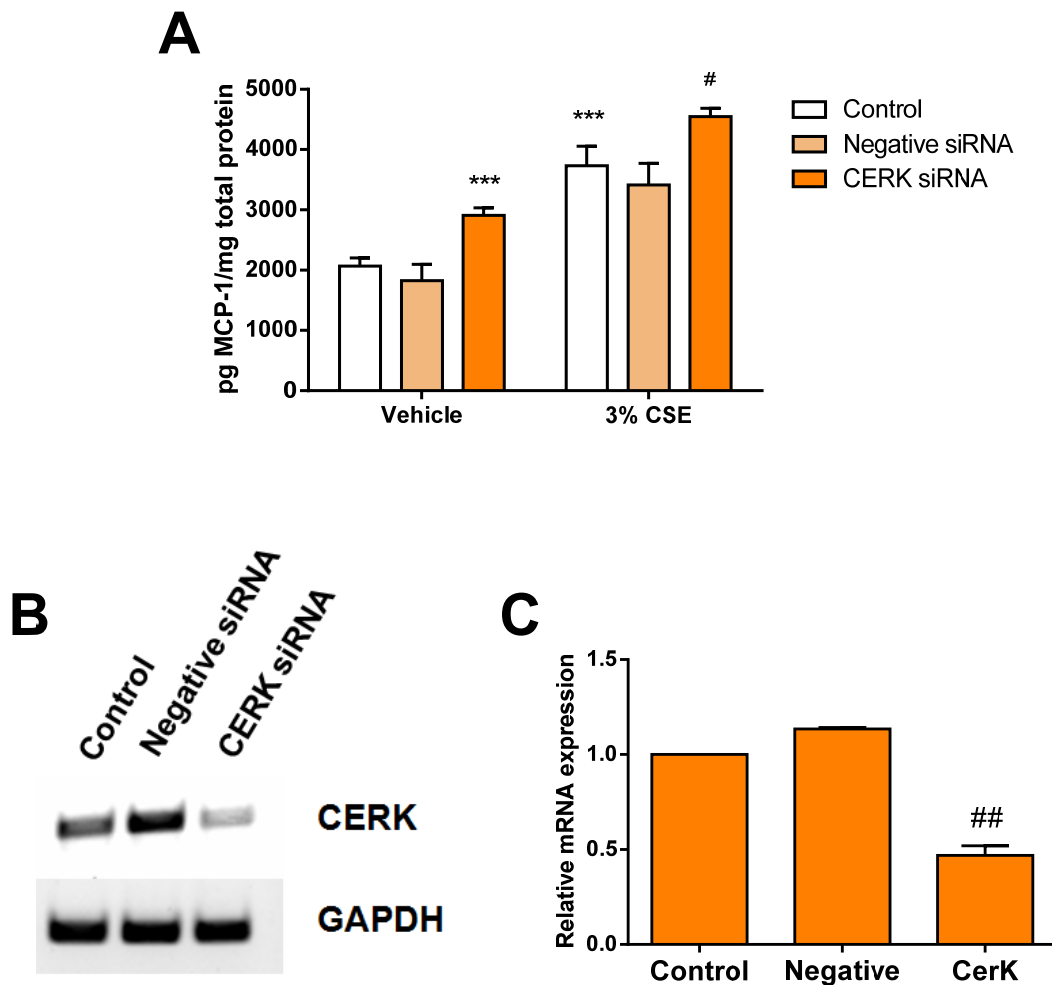 A
pg MCP-1/mg total protein
5000
4000
3000
2000
1000
0
***
***
#
Vehicle
3% CSE
Control
Negative siRNA
CERK siRNA
B
Control
Negative siRNA
CERK siRNA
CERK
GAPDH
C
Relative mRNA expression
1.5
1.0
0.5
0.0
##
Control
Negative
CerK